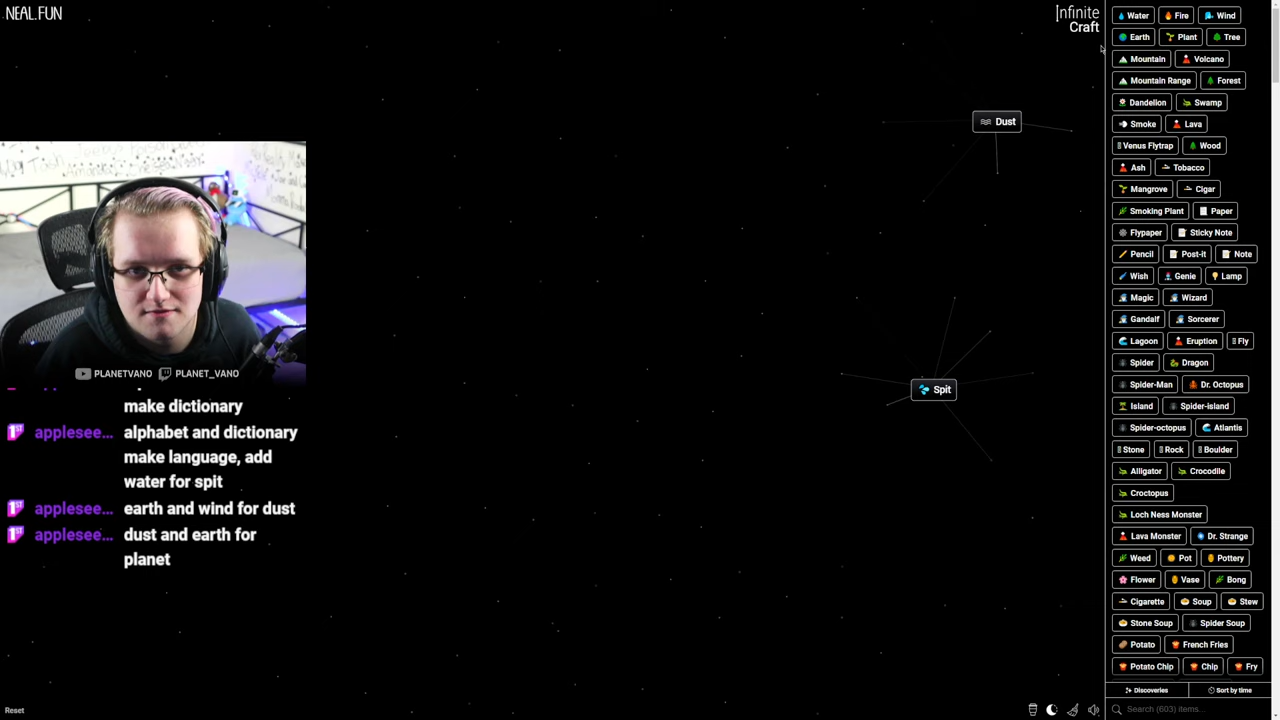 NEAL.FUN
Infinite
Craft
Dust
Spit
PLANETVANO PLANET_VANO
make dictionary
applesee... alphabet and dictionary
make language, add
water for spit
applesee... earth and wind for dust
applesee... dust and earth for
planet
Reset
Water Fire Wind
Earth Plant Tree
Mountain Volcano
Mountain Range Forest
Dandelion Swamp
Smoke Lava
Venus Flytrap Wood
Ash Tobacco
Mangrove Cigar
Smoking Plant Paper
Flypaper Sticky Note
Pencil Post-it Note
Wish Genie Lamp
Magic Wizard
Gandalf Sorcerer
Lagoon Eruption Fly
Spider Dragon
Spider-Man Dr. Octopus
Island Spider-island
Spider-octopus Atlantis
Stone Rock Boulder
Alligator Crocodile
Croctopus
Loch Ness Monster
Lava Monster Dr. Strange
Weed Pot Pottery
Flower Vase Bong
Cigarette Soup Stew
Stone Soup Spider Soup
Potato French Fries
Potato Chip Chip Fry
Discoveries Sort by time
Search (603) items...